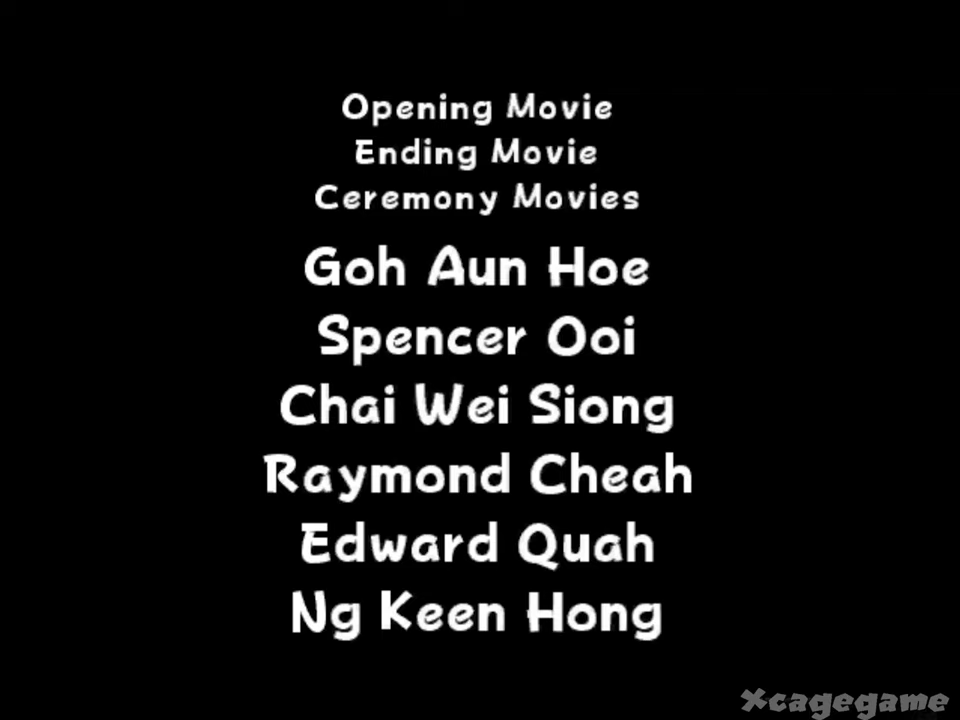 Opening Movie
Ending Movie
Ceremony Movies
Goh Aun Hoe
Spencer Ooi
Chai Wei Siong
Raymond Cheah
Edward Quah
Ng Keen Hong
Xcagegame